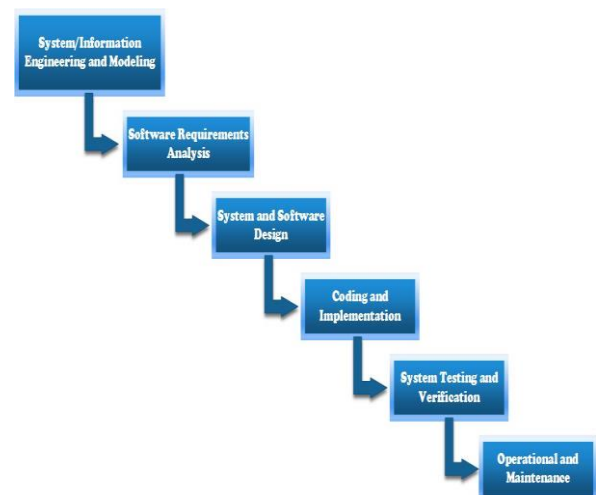 System/Information
Engineering and Modeling
Software Requirements
Analysis
System and Software
Design
Coding and
Implementation
System Testing and
Verification
Operational and
Maintenance